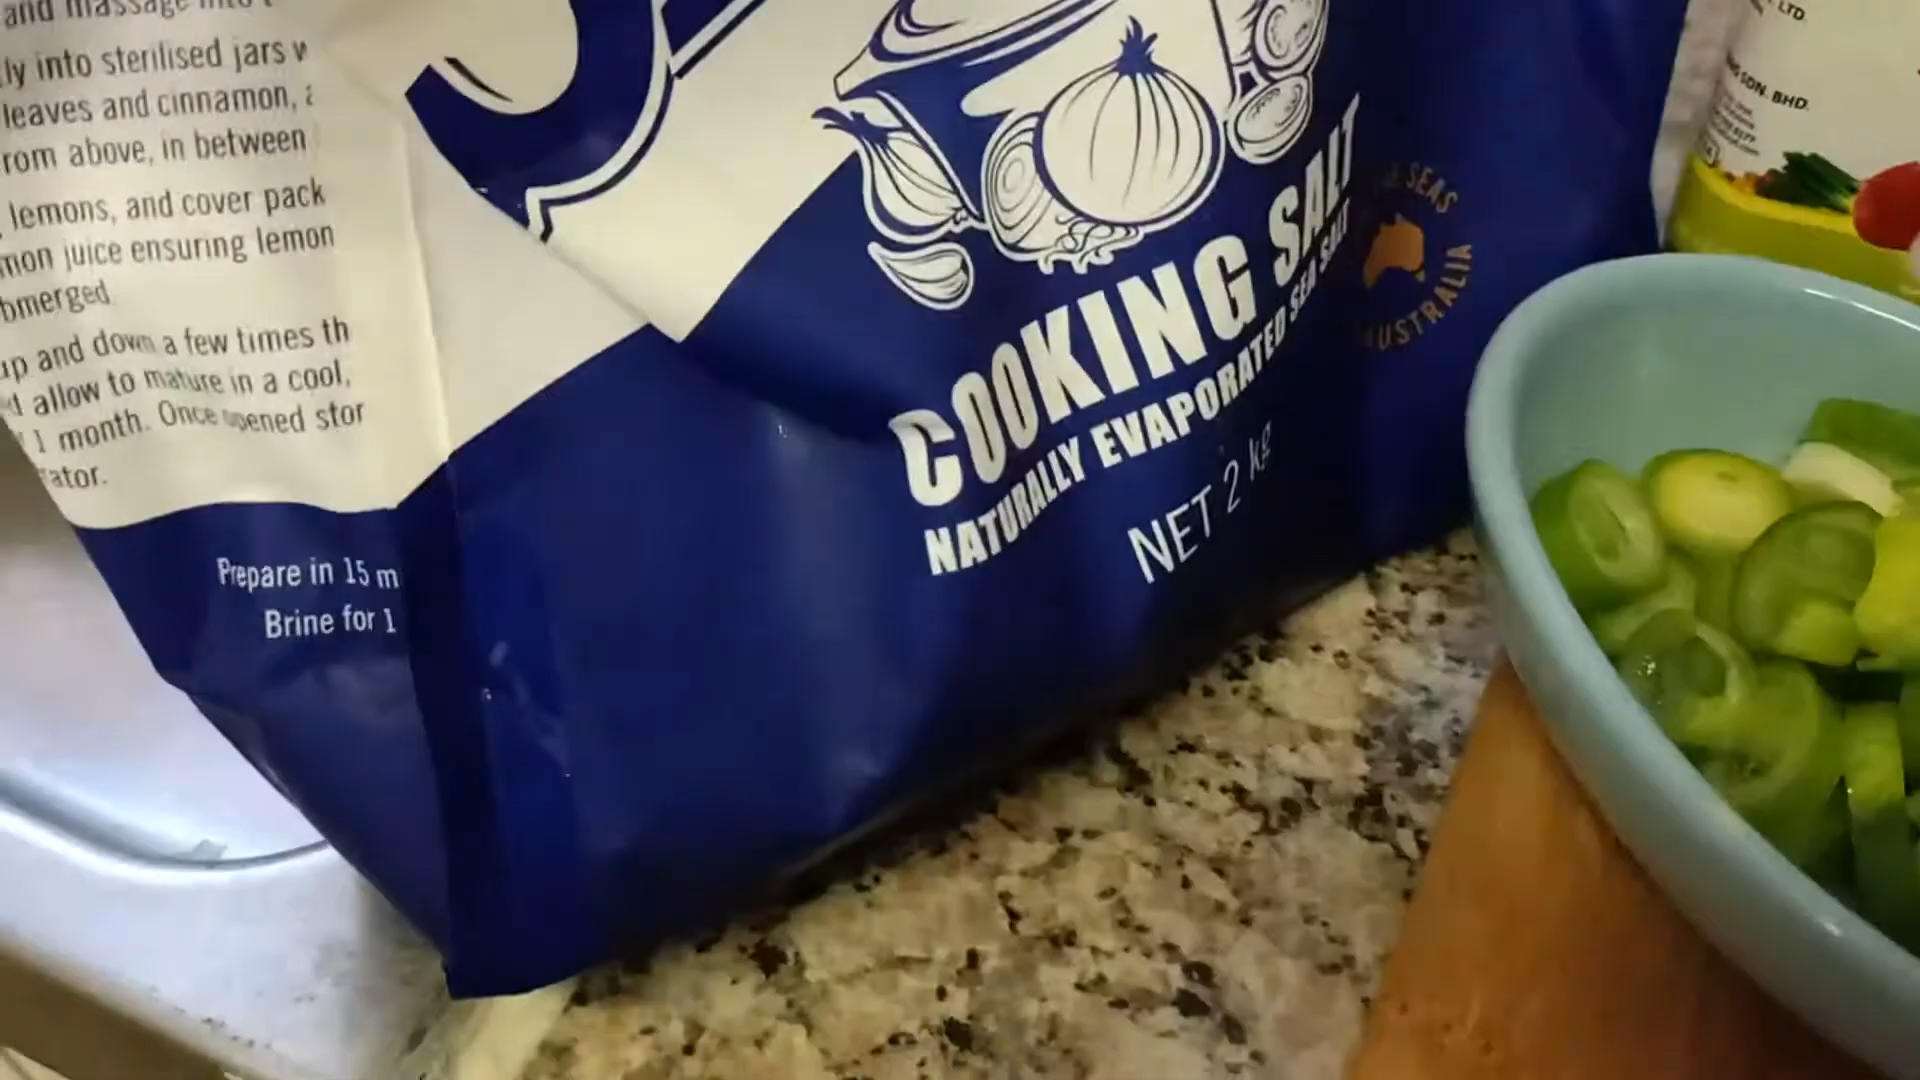 and massage into
ly into sterilised jars
leaves and cinnamon,
rom above, in between
lemons, and cover pack
mon juice ensuring lemon
bmerged
up and down a few times th
allow to mature in a cool,
1 month. Once opened stor
ator.
Prepare in 15 m
Brine for 1
COOKING SALT
NATURALLY EVAPORATED SEA SALT
NET 2 kg
SEAS
AUSTRALIA
LTD.
SDN. BHD.